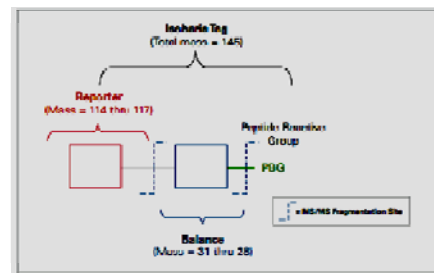 Isobaric Tag
(Total mass = 145)
Reporter
(Mass = 114 thru 117)
Peptide Reactive
Group
PRG
= MS/MS Fragmentation Site
Balance
(Mass = 31 thru 28)